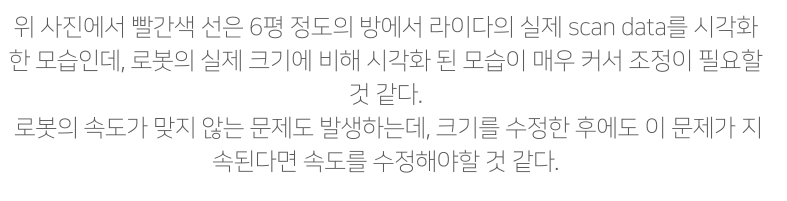 위 사진에서 빨간색 선은 6평 정도의 방에서 라이다의 실제 scan data를 시각화
한 모습인데, 로봇의 실제 크기에 비해 시각화 된 모습이 매우 커서 조정이 필요할
것 같다.
로봇의 속도가 맞지 않는 문제도 발생하는데, 크기를 수정한 후에도 이 문제가 지
속된다면 속도를 수정해야할 것 같다.